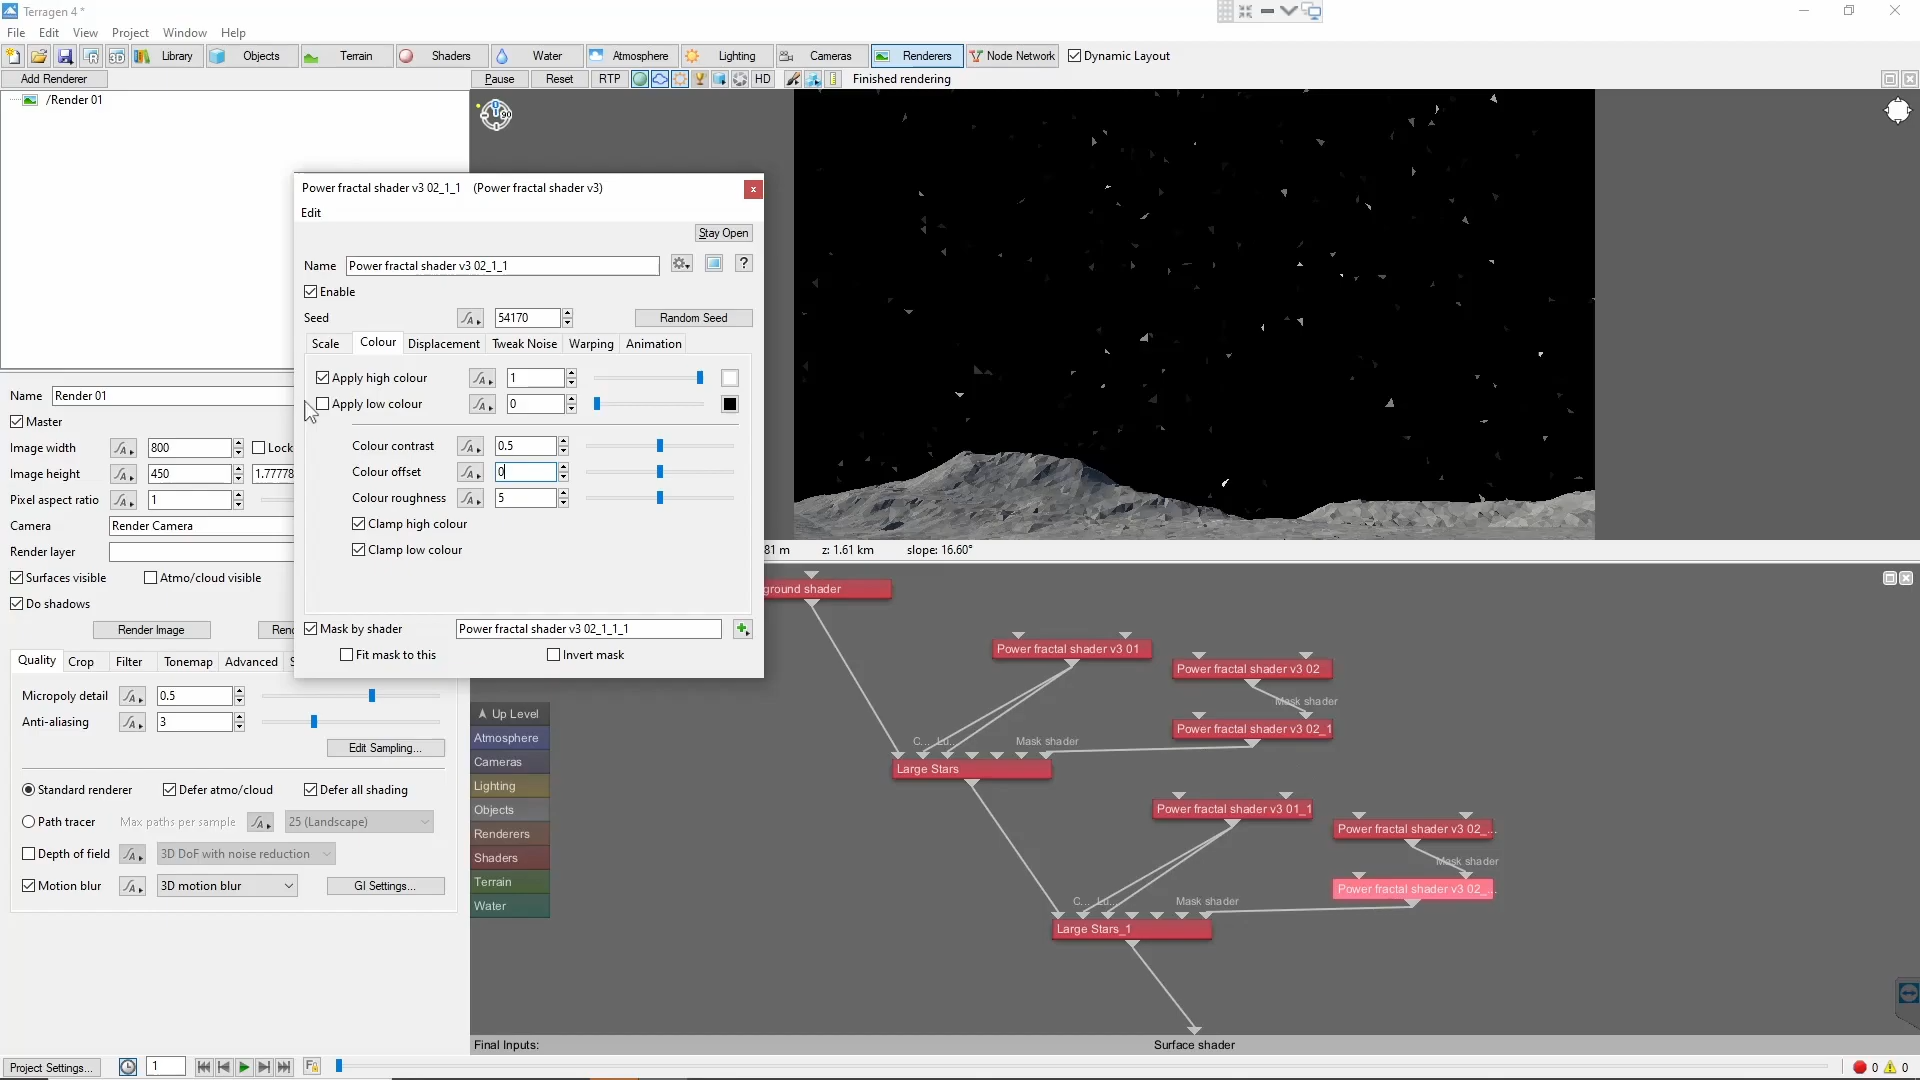 Terragen 4 *
File Edit View Project Window Help
Library Objects Terrain Shaders Water Atmosphere Lighting Cameras Renderers Node Network Dynamic Layout
Add Renderer Pause Reset RTP HD Finished rendering
/Render 01
Power fractal shader v3 02_1_1 (Power fractal shader v3) x
Edit
Stay Open
Name Power fractal shader v3 02_1_1 ?
Enable
Seed 54170 Random Seed
Scale Colour Displacement Tweak Noise Warping Animation
Apply high colour 1
Apply low colour 0
Colour contrast 0.5
Colour offset 0
Colour roughness 5
Clamp high colour
Clamp low colour
Mask by shader Power fractal shader v3 02_1_1_1
Fit mask to this Invert mask
Name Render 01
Master
Image width 800 Lock
Image height 450 1.77778
Pixel aspect ratio 1
Camera Render Camera
Render layer
Surfaces visible Atmo/cloud visible
Do shadows
Render Image Ren
Quality Crop Filter Tonemap Advanced S
Micropoly detail 0.5
Anti-aliasing 3
Edit Sampling...
Standard renderer Defer atmo/cloud Defer all shading
Path tracer Max paths per sample 25 (Landscape)
Depth of field 3D DoF with noise reduction
Motion blur 3D motion blur GI Settings...
81 m z: 1.61 km slope: 16.60°
ground shader
Power fractal shader v3 01
Power fractal shader v3 02
Mask shader
Power fractal shader v3 02_1
C... Lu... Mask shader
Large Stars
Power fractal shader v3 01_1
Power fractal shader v3 02_...
Mask shader
Power fractal shader v3 02_...
C... Lu... Mask shader
Large Stars_1
Up Level
Atmosphere
Cameras
Lighting
Objects
Renderers
Shaders
Terrain
Water
Final Inputs: Surface shader
Project Settings... 1 0 0